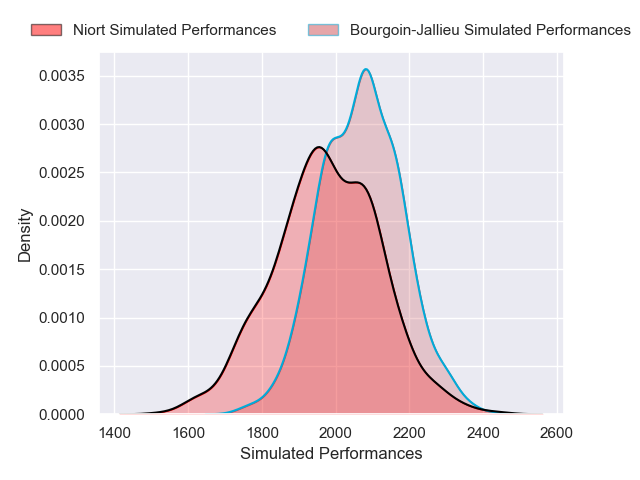 Niort Simulated Performances
Bourgoin-Jallieu Simulated Performances
0.0035
0.0030
0.0025
0.0020
0.0015
0.0010
0.0005
0.0000
Density
1400 1600 1800 2000 2200 2400 2600
Simulated Performances